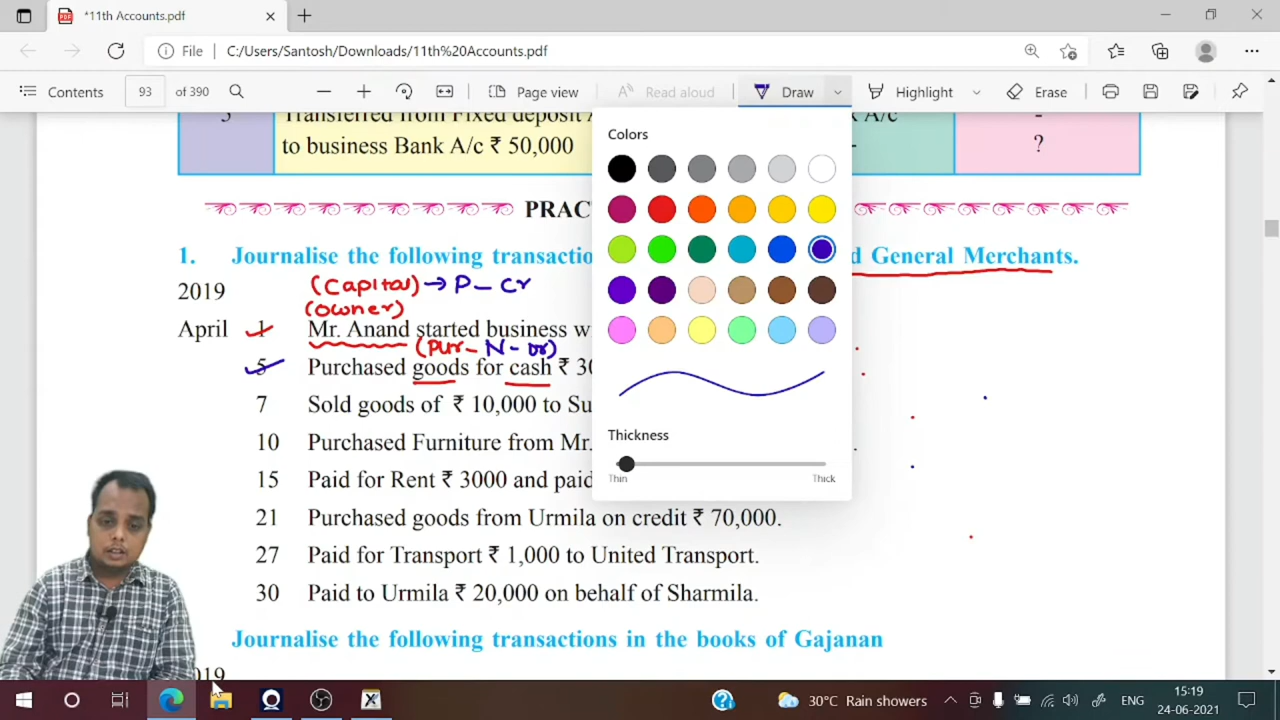 *11th Accounts.pdf
File C:/Users/Santosh/Downloads/11th%20Accounts.pdf
Contents 93 of 390 Page view Read aloud Draw Highlight Erase
Transferred from Fixed deposit
to business Bank A/c ₹ 50,000 - ?
Colors
PRAC
1. Journalise the following transactio d General Merchants.
(Capital) → P - Cr
2019
(Owner)
April 1 Mr. Anand started business w
(Pur - N - Dr)
5 Purchased goods for cash ₹ 30
7 Sold goods of ₹ 10,000 to Su
Thickness
10 Purchased Furniture from Mr.
Thin Thick
15 Paid for Rent ₹ 3000 and paid
21 Purchased goods from Urmila on credit ₹ 70,000.
27 Paid for Transport ₹ 1,000 to United Transport.
30 Paid to Urmila ₹ 20,000 on behalf of Sharmila.
Journalise the following transactions in the books of Gajanan
019
30°C Rain showers ENG 15:19
24-06-2021